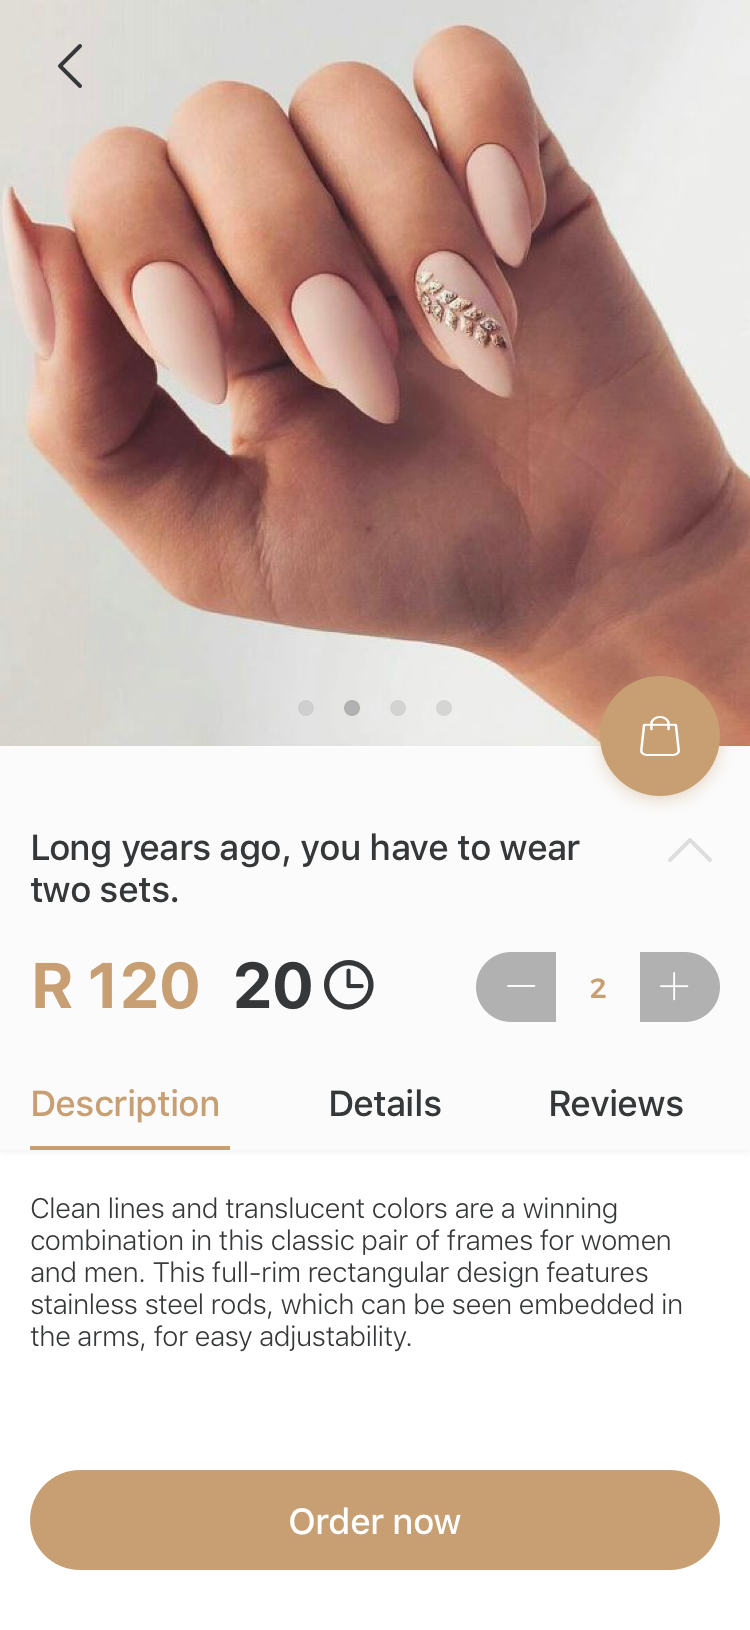 Long years ago, you have to wear
two sets.
R 120 20
2
Description Details Reviews
Clean lines and translucent colors are a winning
combination in this classic pair of frames for women
and men. This full-rim rectangular design features
stainless steel rods, which can be seen embedded in
the arms, for easy adjustability.
Order now